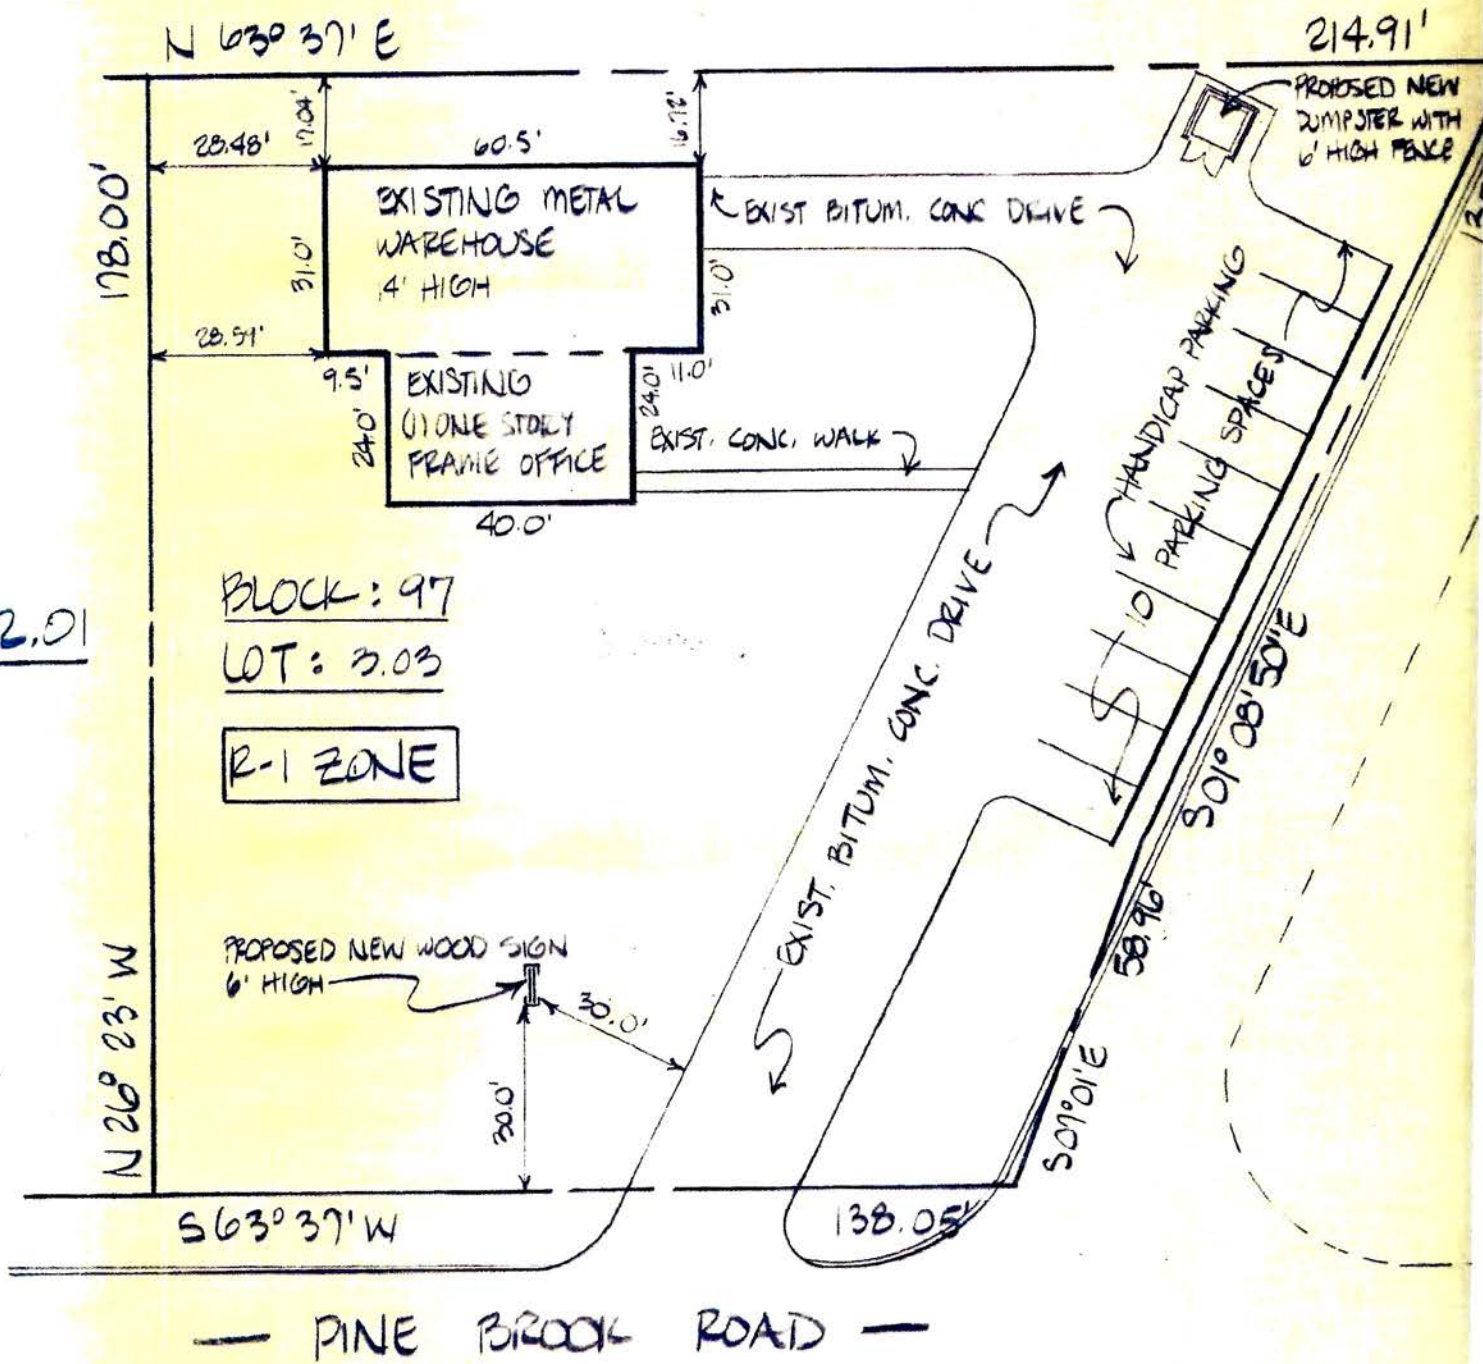 N 63° 37' E
214.91'
PROPOSED NEW
DUMPSTER WITH
6' HIGH FENCE
28.48'
17.04'
60.5'
16.72'
178.00'
EXISTING METAL
WAREHOUSE
.4' HIGH
31.0'
31.0'
EXIST BITUM. CONC DRIVE
28.59'
9.5'
11.0'
EXISTING
(1) ONE STORY
FRAME OFFICE
24.0'
24.0'
40.0'
EXIST. CONC. WALK
HANDICAP PARKING
10 PARKING SPACES
2.01
BLOCK: 97
LOT: 3.03
R-1 ZONE
EXIST. BITUM. CONC. DRIVE
S01° 08' 50" E
58.96'
PROPOSED NEW WOOD SIGN
6' HIGH
30.0'
30.0'
N 26° 23' W
S07°01'E
S 63° 37' W
138.05'
— PINE BROOK ROAD —